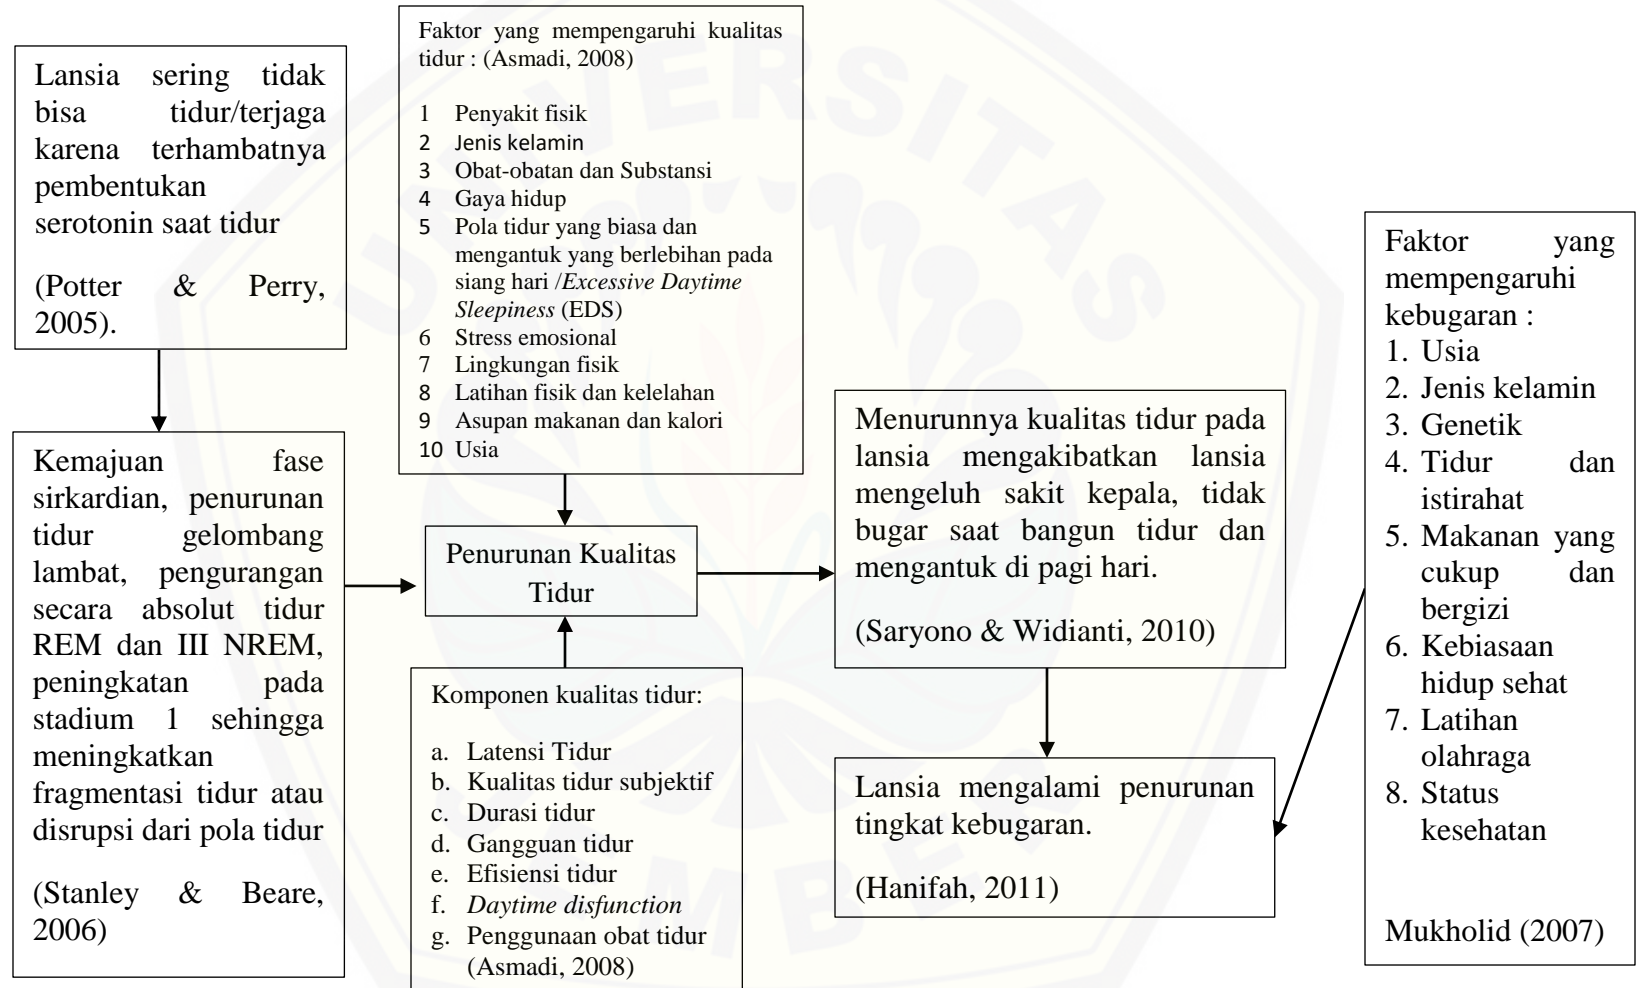 Lansia sering tidak
bisa tidur/terjaga
karena terhambatnya
pembentukan
serotonin saat tidur
(Potter & Perry,
2005).
Kemajuan fase
sirkardian, penurunan
tidur gelombang
lambat, pengurangan
secara absolut tidur
REM dan III NREM,
peningkatan pada
stadium 1 sehingga
meningkatkan
fragmentasi tidur atau
disrupsi dari pola tidur
(Stanley & Beare,
2006)
Faktor yang mempengaruhi kualitas
tidur : (Asmadi, 2008)
1 Penyakit fisik
2 Jenis kelamin
3 Obat-obatan dan Substansi
4 Gaya hidup
5 Pola tidur yang biasa dan
mengantuk yang berlebihan pada
siang hari /Excessive Daytime
Sleepiness (EDS)
6 Stress emosional
7 Lingkungan fisik
8 Latihan fisik dan kelelahan
9 Asupan makanan dan kalori
10 Usia
Penurunan Kualitas
Tidur
Komponen kualitas tidur:
a. Latensi Tidur
b. Kualitas tidur subjektif
c. Durasi tidur
d. Gangguan tidur
e. Efisiensi tidur
f. Daytime disfunction
g. Penggunaan obat tidur
(Asmadi, 2008)
Menurunnya kualitas tidur pada
lansia mengakibatkan lansia
mengeluh sakit kepala, tidak
bugar saat bangun tidur dan
mengantuk di pagi hari.
(Saryono & Widianti, 2010)
Lansia mengalami penurunan
tingkat kebugaran.
(Hanifah, 2011)
Faktor yang
mempengaruhi
kebugaran :
1. Usia
2. Jenis kelamin
3. Genetik
4. Tidur dan
istirahat
5. Makanan yang
cukup dan
bergizi
6. Kebiasaan
hidup sehat
7. Latihan
olahraga
8. Status
kesehatan
Mukholid (2007)
UNIVERSITAS